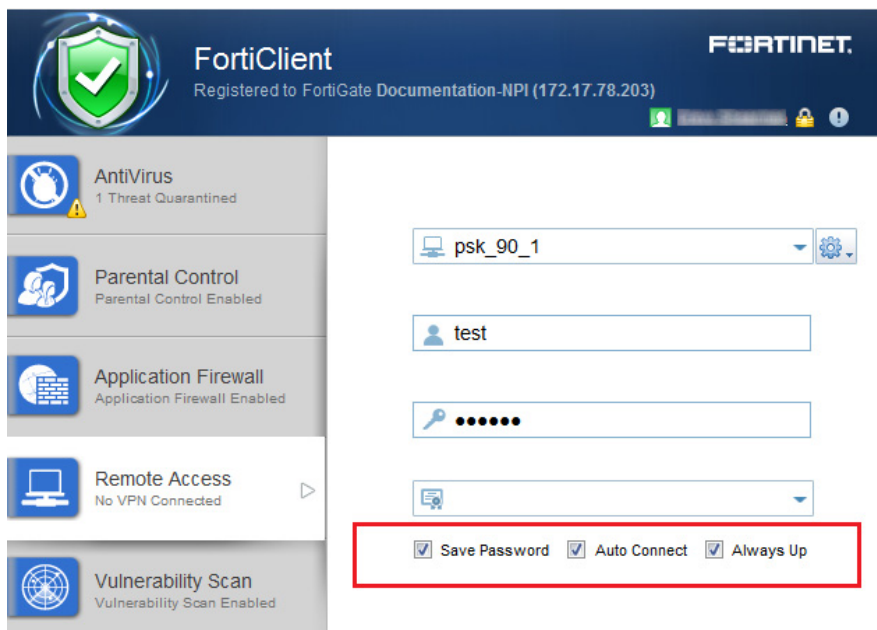 FortiClient
FORTINET
Registered to FortiGate Documentation-NPI (172.17.78.203)
AntiVirus
1 Threat Quarantined
Parental Control
Parental Control Enabled
Application Firewall
Application Firewall Enabled
Remote Access
No VPN Connected
Vulnerability Scan
Vulnerability Scan Enabled
psk_90_1
test
••••••
Save Password Auto Connect Always Up